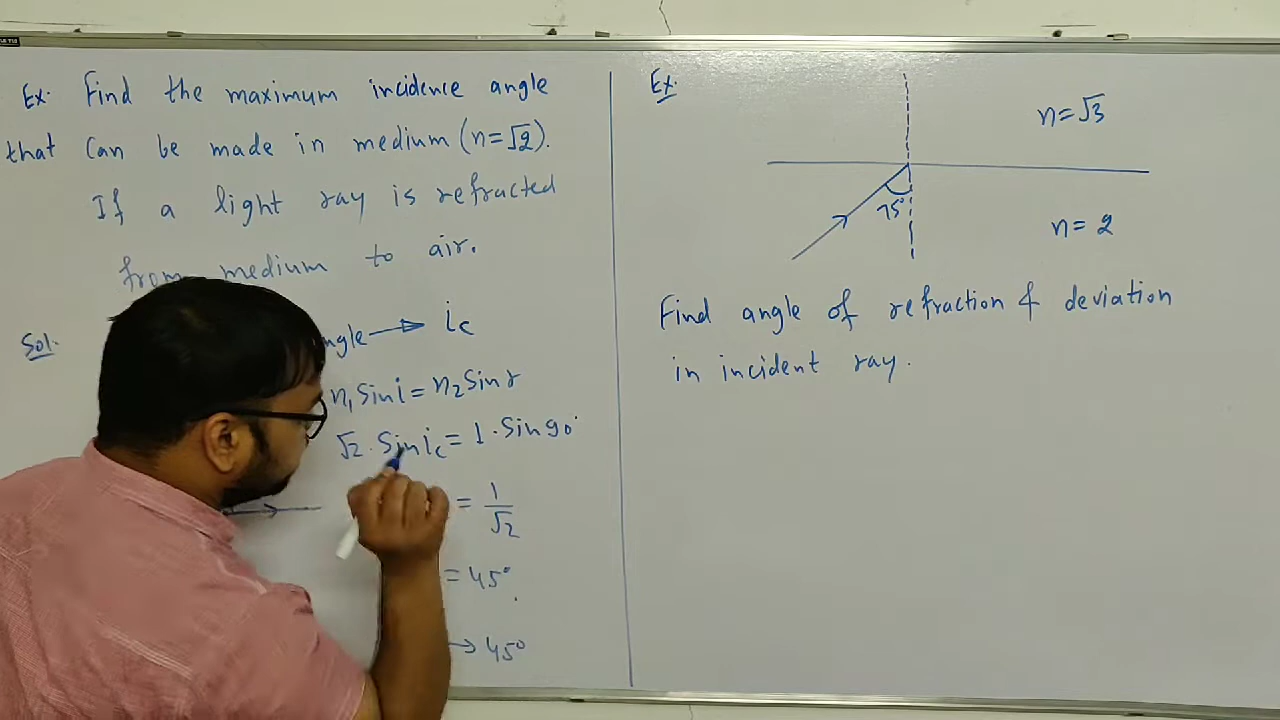 Ex. Find the maximum incidence angle
that can be made in medium (n=√2).
If a light ray is refracted
from medium to air.
Sol.
angle → ic
n₁ Sin i = n₂ Sin r
√2 · Sin ic = 1 · Sin 90°
= 1/√2
= 45°
→ 45°
Ex.
n = √3
75°
n = 2
Find angle of refraction & deviation
in incident ray.